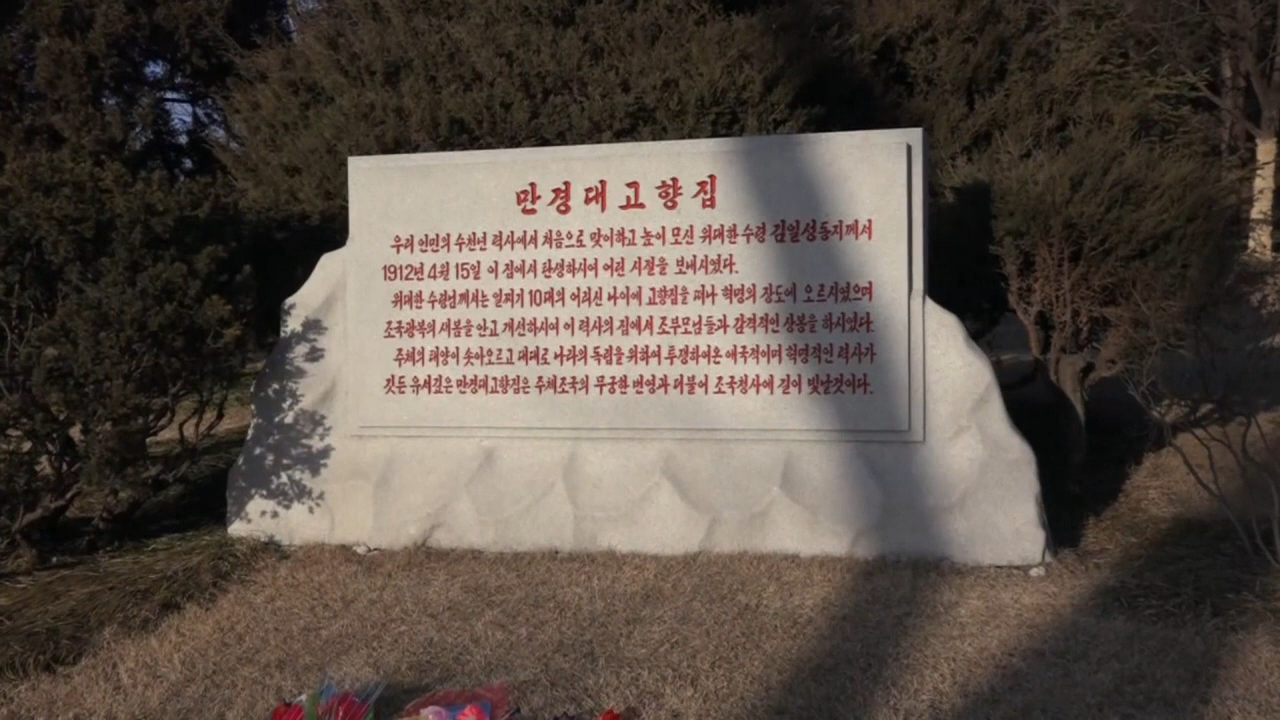 만경대고향집
우리 인민의 수천년 력사에서 처음으로 맞이하고 높이 모신 위대한 수령 김일성동지께서
1912년 4월 15일 이 집에서 탄생하시여 어린 시절을 보내시였다.
위대한 수령님께서는 일찌기 10대의 어리신 나이에 고향집을 떠나 혁명의 장도에 오르시였으며
조국광복의 새봄을 안고 개선하시여 이 력사의 집에서 조부모님들과 감격적인 상봉을 하시였다.
주체의 태양이 솟아오르고 대대로 나라의 독립을 위하여 투쟁하여온 애국적이며 혁명적인 력사가
깃든 유서깊은 만경대고향집은 주체조국의 무궁한 번영과 더불어 조국청사에 길이 빛날것이다.